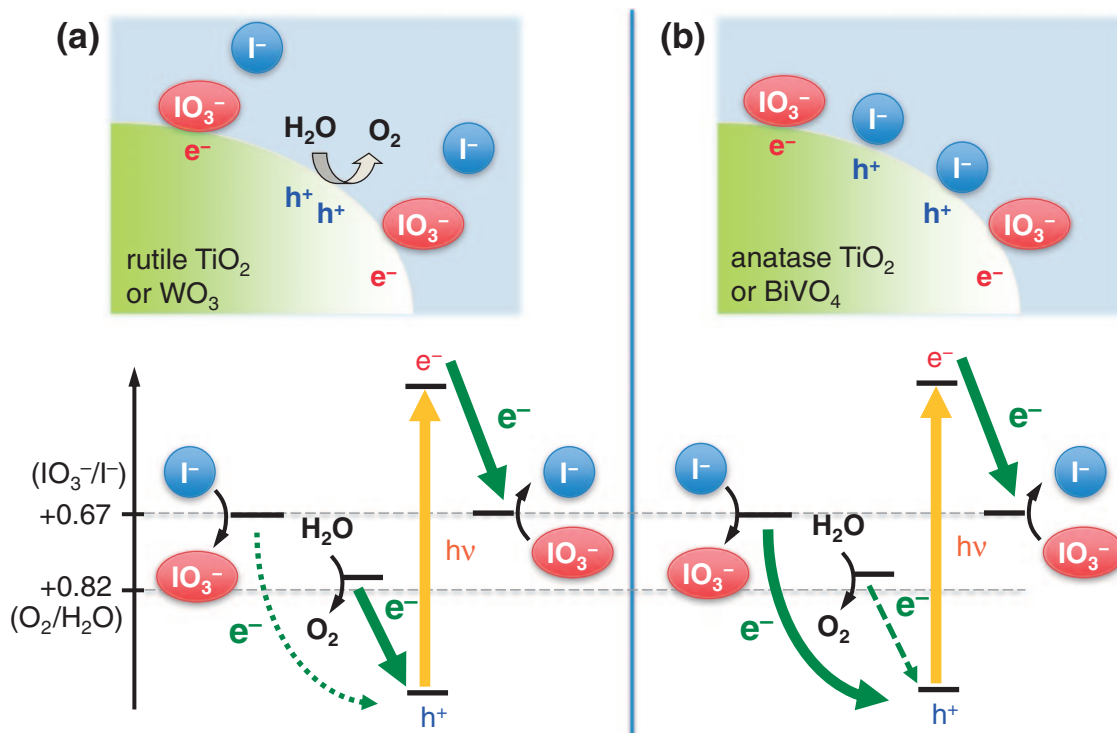 (a)
I⁻
IO₃⁻
e⁻
H₂O
O₂
I⁻
h⁺
h⁺
IO₃⁻
e⁻
rutile TiO₂
or WO₃
(b)
IO₃⁻
e⁻
I⁻
h⁺
I⁻
h⁺
IO₃⁻
e⁻
anatase TiO₂
or BiVO₄
e⁻
e⁻
(IO₃⁻/I⁻)
I⁻
I⁻
+0.67
H₂O
hν
IO₃⁻
IO₃⁻
+0.82
(O₂/H₂O)
e⁻
O₂
e⁻
h⁺
e⁻
e⁻
I⁻
I⁻
H₂O
hν
IO₃⁻
IO₃⁻
e⁻
O₂
e⁻
h⁺